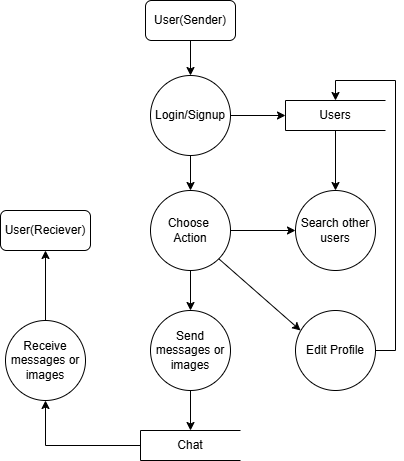 User(Sender)
Login/Signup
Users
Choose
Action
Search other
users
User(Reciever)
Receive
messages or
images
Send
messages or
images
Edit Profile
Chat